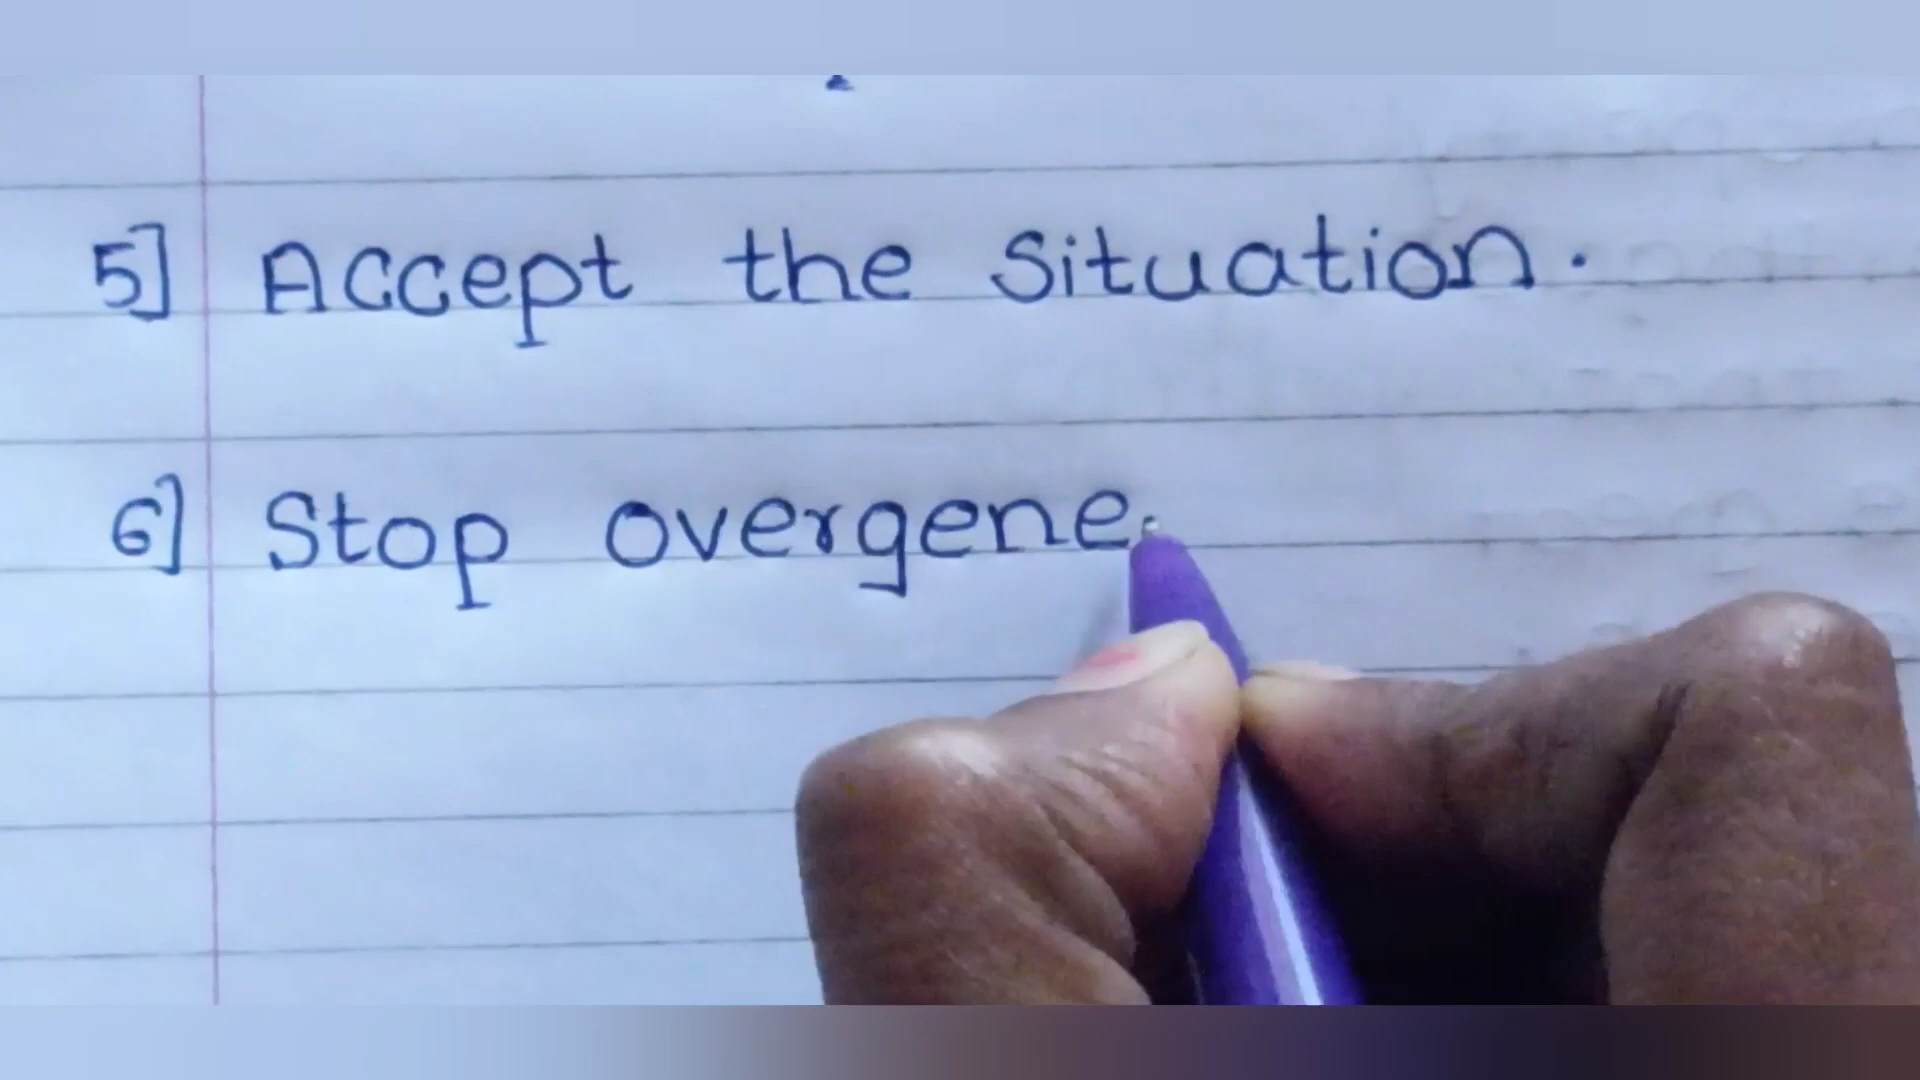 5] Accept the situation.
6] Stop overgene